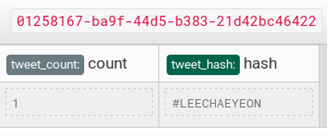 01258167-ba9f-44d5-b383-21d42bc46422
tweet_count: count tweet_hash: hash
1 #LEECHAEYEON